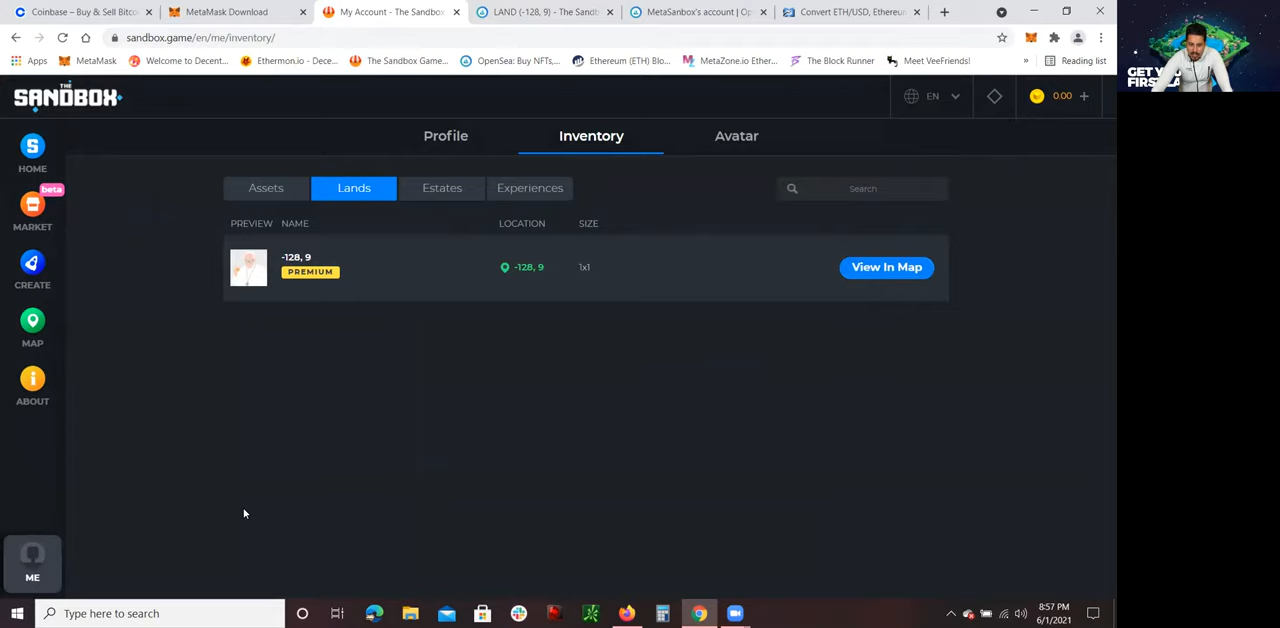 Coinbase – Buy & Sell Bitco
MetaMask Download
My Account - The Sandbox
LAND (-128, 9) - The Sandb
MetaSanbox's account | Op
Convert ETH/USD, Ethereum
sandbox.game/en/me/inventory/
Apps
MetaMask
Welcome to Decent...
Ethermon.io - Dece...
The Sandbox Game...
OpenSea: Buy NFTs,...
Ethereum (ETH) Blo...
MetaZone.io Ether...
The Block Runner
Meet VeeFriends!
»
Reading list
THE
SANDBOX
EN
0.00 +
Profile
Inventory
Avatar
HOME
beta
MARKET
CREATE
MAP
ABOUT
ME
Assets
Lands
Estates
Experiences
Search
PREVIEW
NAME
LOCATION
SIZE
-128, 9
PREMIUM
-128, 9
1x1
View In Map
Type here to search
8:57 PM
6/1/2021
GET Y
FIRST